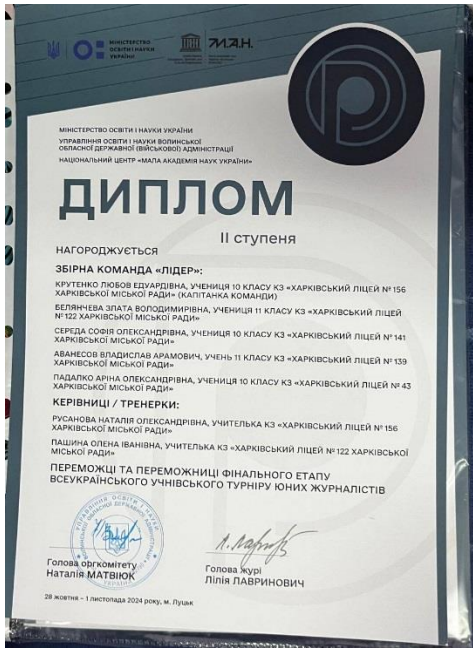 МІНІСТЕРСТВО
ОСВІТИ І НАУКИ
УКРАЇНИ
М.А.Н.
МІНІСТЕРСТВО ОСВІТИ І НАУКИ УКРАЇНИ
УПРАВЛІННЯ ОСВІТИ І НАУКИ ВОЛИНСЬКОЇ
ОБЛАСНОЇ ДЕРЖАВНОЇ (ВІЙСЬКОВОЇ) АДМІНІСТРАЦІЇ
НАЦІОНАЛЬНИЙ ЦЕНТР «МАЛА АКАДЕМІЯ НАУК УКРАЇНИ»
ДИПЛОМ
ІІ ступеня
НАГОРОДЖУЄТЬСЯ
ЗБІРНА КОМАНДА «ЛІДЕР»:
КРУТЕНКО ЛЮБОВ ЕДУАРДІВНА, УЧЕНИЦЯ 10 КЛАСУ КЗ «ХАРКІВСЬКИЙ ЛІЦЕЙ № 156
ХАРКІВСЬКОЇ МІСЬКОЇ РАДИ» (КАПІТАНКА КОМАНДИ)
БЕЛЯНЧЕВА ЗЛАТА ВОЛОДИМИРІВНА, УЧЕНИЦЯ 11 КЛАСУ КЗ «ХАРКІВСЬКИЙ ЛІЦЕЙ
№ 122 ХАРКІВСЬКОЇ МІСЬКОЇ РАДИ»
СЕРЕДА СОФІЯ ОЛЕКСАНДРІВНА, УЧЕНИЦЯ 10 КЛАСУ КЗ «ХАРКІВСЬКИЙ ЛІЦЕЙ № 141
ХАРКІВСЬКОЇ МІСЬКОЇ РАДИ»
АВАНЕСОВ ВЛАДИСЛАВ АРАМОВИЧ, УЧЕНЬ 11 КЛАСУ КЗ «ХАРКІВСЬКИЙ ЛІЦЕЙ № 139
ХАРКІВСЬКОЇ МІСЬКОЇ РАДИ»
ПАДАЛКО АРІНА ОЛЕКСАНДРІВНА, УЧЕНИЦЯ 10 КЛАСУ КЗ «ХАРКІВСЬКИЙ ЛІЦЕЙ № 43
ХАРКІВСЬКОЇ МІСЬКОЇ РАДИ»
КЕРІВНИЦІ / ТРЕНЕРКИ:
РУСАНОВА НАТАЛІЯ ОЛЕКСАНДРІВНА, УЧИТЕЛЬКА КЗ «ХАРКІВСЬКИЙ ЛІЦЕЙ № 156
ХАРКІВСЬКОЇ МІСЬКОЇ РАДИ»
ПАШИНА ОЛЕНА ІВАНІВНА, УЧИТЕЛЬКА КЗ «ХАРКІВСЬКИЙ ЛІЦЕЙ № 122 ХАРКІВСЬКОЇ
МІСЬКОЇ РАДИ»
ПЕРЕМОЖЦІ ТА ПЕРЕМОЖНИЦІ ФІНАЛЬНОГО ЕТАПУ
ВСЕУКРАЇНСЬКОГО УЧНІВСЬКОГО ТУРНІРУ ЮНИХ ЖУРНАЛІСТІВ
Голова оргкомітету
Наталія МАТВІЮК
Голова журі
Лілія ЛАВРИНОВИЧ
28 жовтня – 1 листопада 2024 року, м. Луцьк